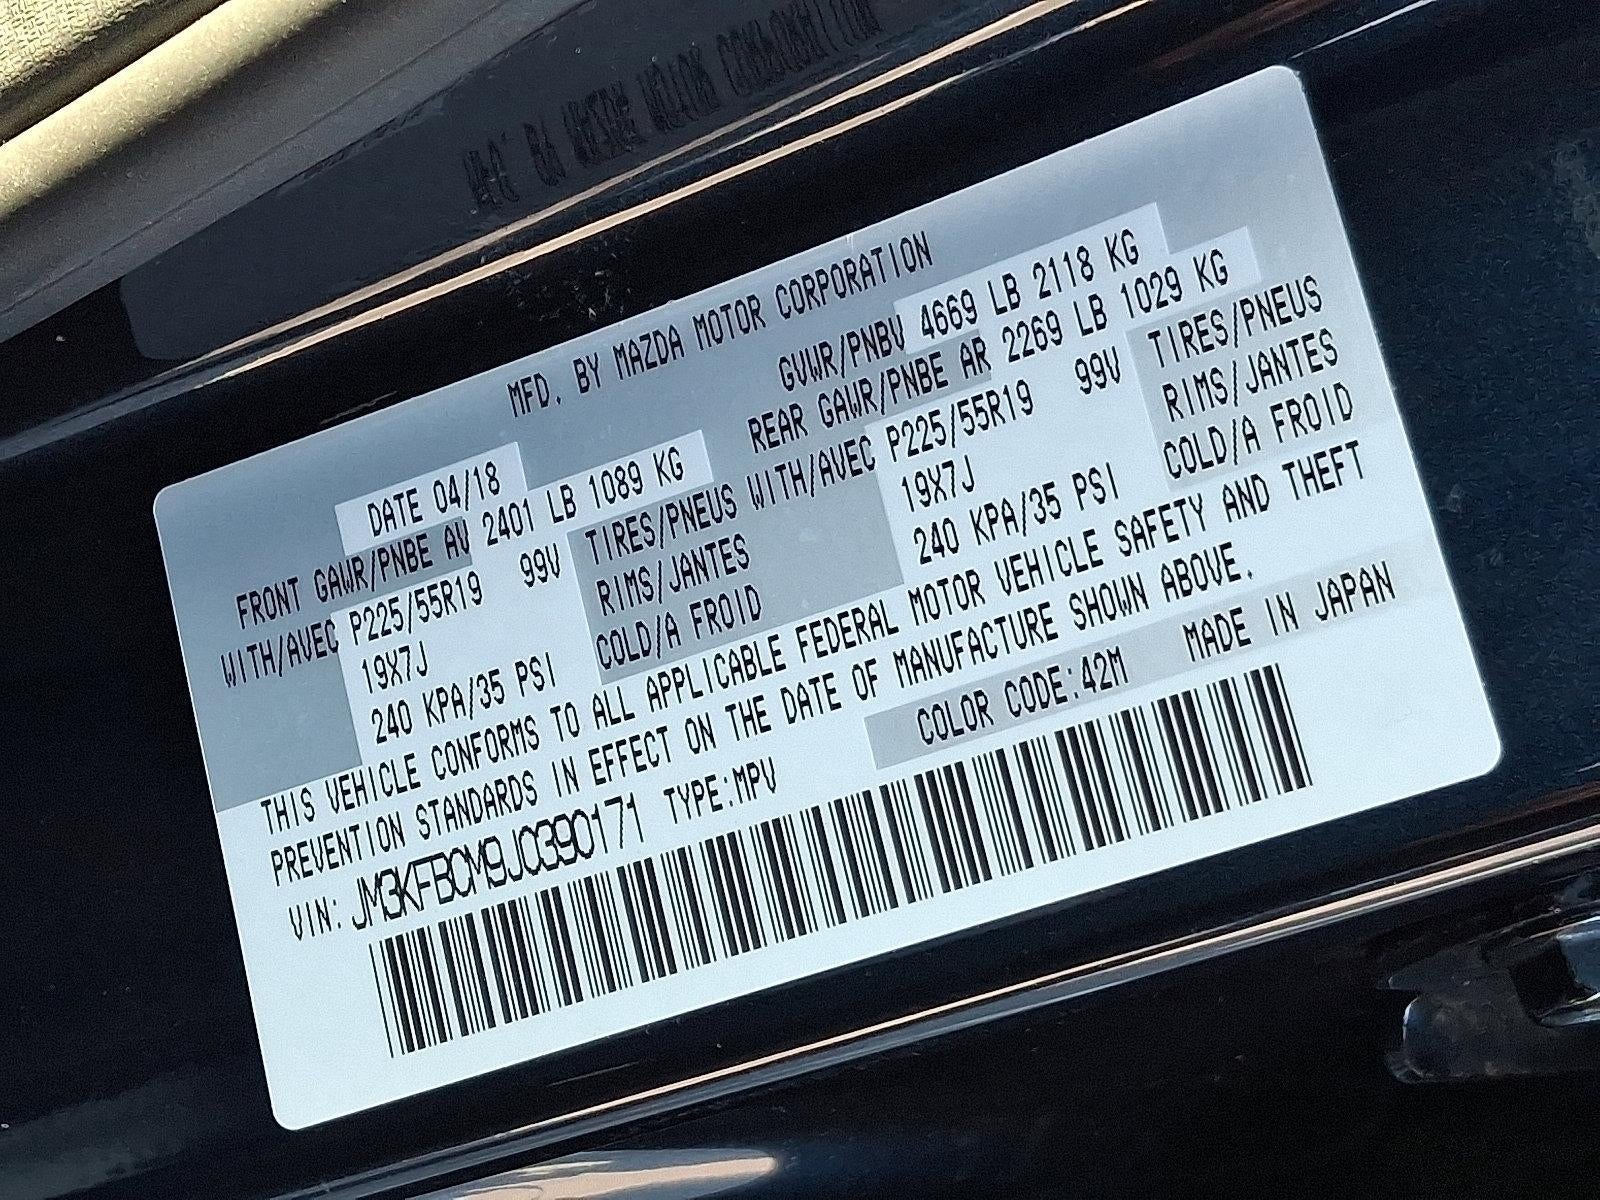 MFD. BY MAZDA MOTOR CORPORATION
DATE 04/18 GVWR/PNBV 4669 LB 2118 KG
FRONT GAWR/PNBE AV 2401 LB 1089 KG REAR GAWR/PNBE AR 2269 LB 1029 KG
WITH/AVEC P225/55R19 99V TIRES/PNEUS WITH/AVEC P225/55R19 99V TIRES/PNEUS
19X7J RIMS/JANTES 19X7J RIMS/JANTES
240 KPA/35 PSI COLD/A FROID 240 KPA/35 PSI COLD/A FROID
THIS VEHICLE CONFORMS TO ALL APPLICABLE FEDERAL MOTOR VEHICLE SAFETY AND THEFT
PREVENTION STANDARDS IN EFFECT ON THE DATE OF MANUFACTURE SHOWN ABOVE.
VIN: JM3KFBCM9J0390171 TYPE:MPV COLOR CODE:42M MADE IN JAPAN